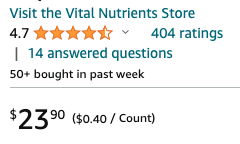 Visit the Vital Nutrients Store
4.7 404 ratings
| 14 answered questions
50+ bought in past week
$23.90 ($0.40 / Count)